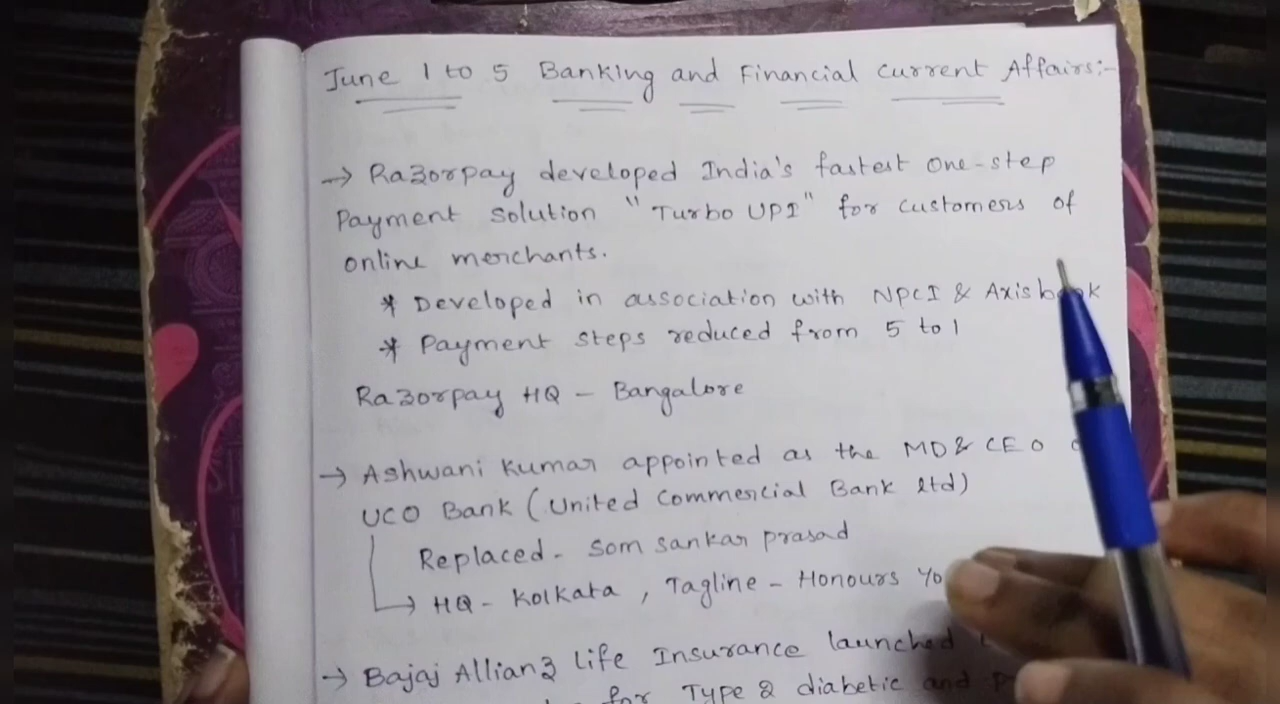 June 1 to 5 Banking and Financial current Affairs:-
→ Razorpay developed India's fastest one-step
Payment solution "Turbo UPI" for customers of
online merchants.
* Developed in association with NPCI & Axis
* Payment steps reduced from 5 to 1
Razorpay HQ - Bangalore
→ Ashwani Kumar appointed as the MD & CEO
UCO Bank (United Commercial Bank ltd)
Replaced - Som sankar prasad
→ HQ - Kolkata , Tagline - Honours
→ Bajaj Allianz life Insurance launched
for Type 2 diabetic and